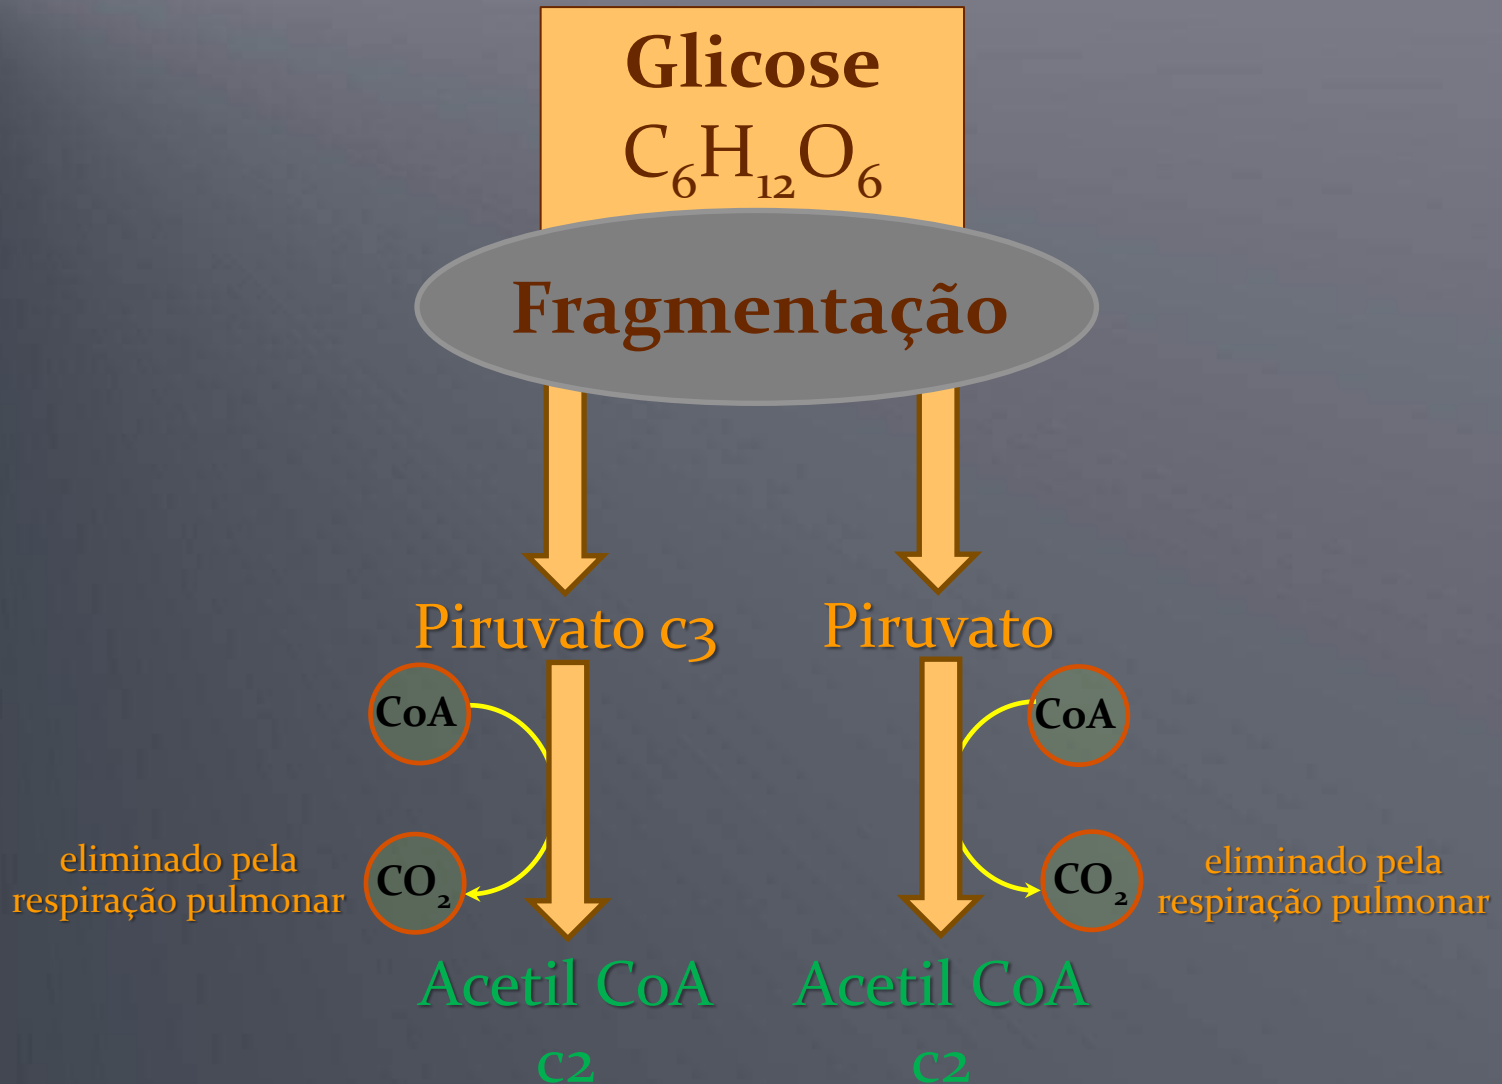 Glicose
C₆H₁₂O₆
Fragmentação
Piruvato c3
Piruvato
CoA
CoA
eliminado pela
respiração pulmonar
CO₂
CO₂
eliminado pela
respiração pulmonar
Acetil CoA
c2
Acetil CoA
c2